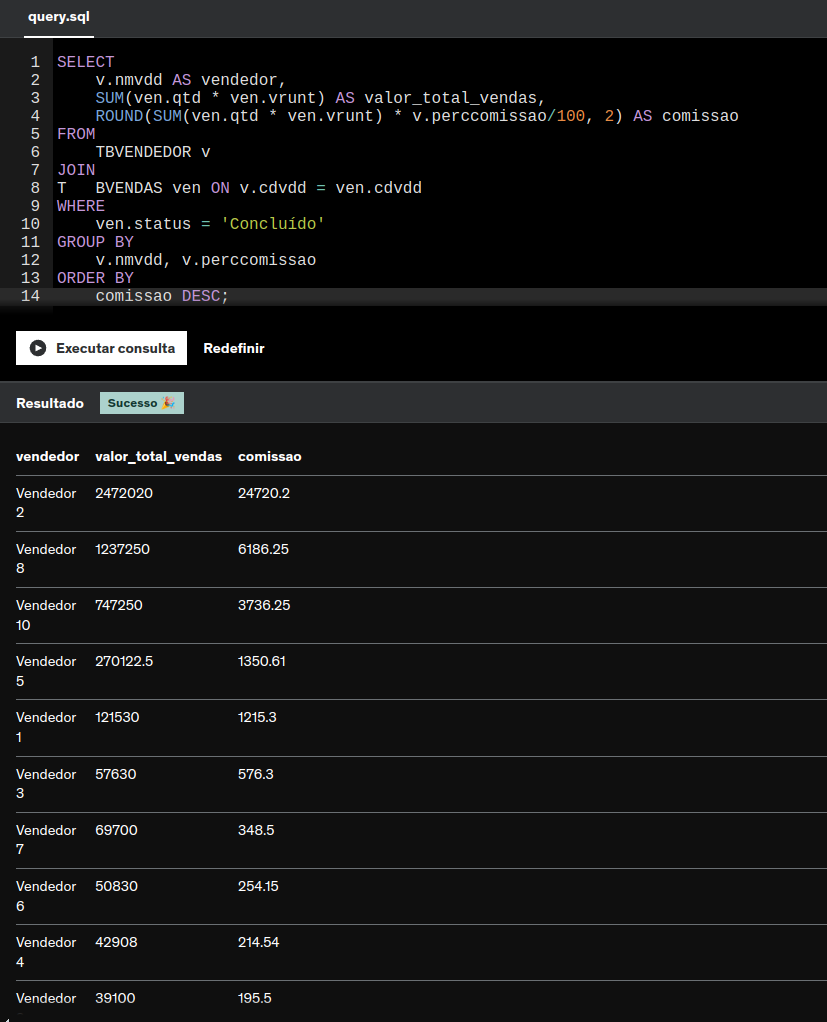 query.sql
1 SELECT
2 v.nmvdd AS vendedor,
3 SUM(ven.qtd * ven.vrunt) AS valor_total_vendas,
4 ROUND(SUM(ven.qtd * ven.vrunt) * v.perccomissao/100, 2) AS comissao
5 FROM
6 TBVENDEDOR v
7 JOIN
8 T   BVENDAS ven ON v.cdvdd = ven.cdvdd
9 WHERE
10 ven.status = 'Concluído'
11 GROUP BY
12 v.nmvdd, v.perccomissao
13 ORDER BY
14 comissao DESC;
Executar consulta Redefinir
Resultado Sucesso 🎉
vendedor valor_total_vendas comissao
Vendedor 2472020 24720.2
2
Vendedor 1237250 6186.25
8
Vendedor 747250 3736.25
10
Vendedor 270122.5 1350.61
5
Vendedor 121530 1215.3
1
Vendedor 57630 576.3
3
Vendedor 69700 348.5
7
Vendedor 50830 254.15
6
Vendedor 42908 214.54
4
Vendedor 39100 195.5